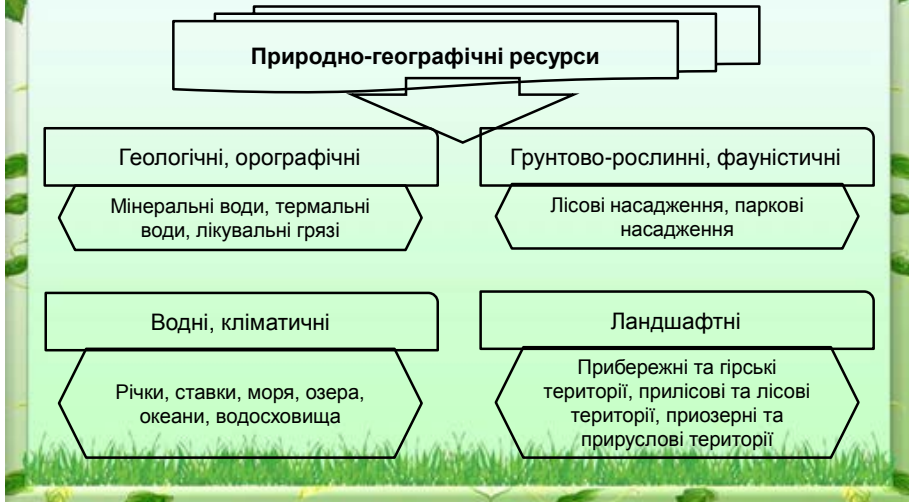 Природно-географічні ресурси
Геологічні, орографічні
Мінеральні води, термальні
води, лікувальні грязі
Грунтово-рослинні, фауністичні
Лісові насадження, паркові
насадження
Водні, кліматичні
Річки, ставки, моря, озера,
океани, водосховища
Ландшафтні
Прибережні та гірські
території, прилісові та лісові
території, приозерні та
прируслові території